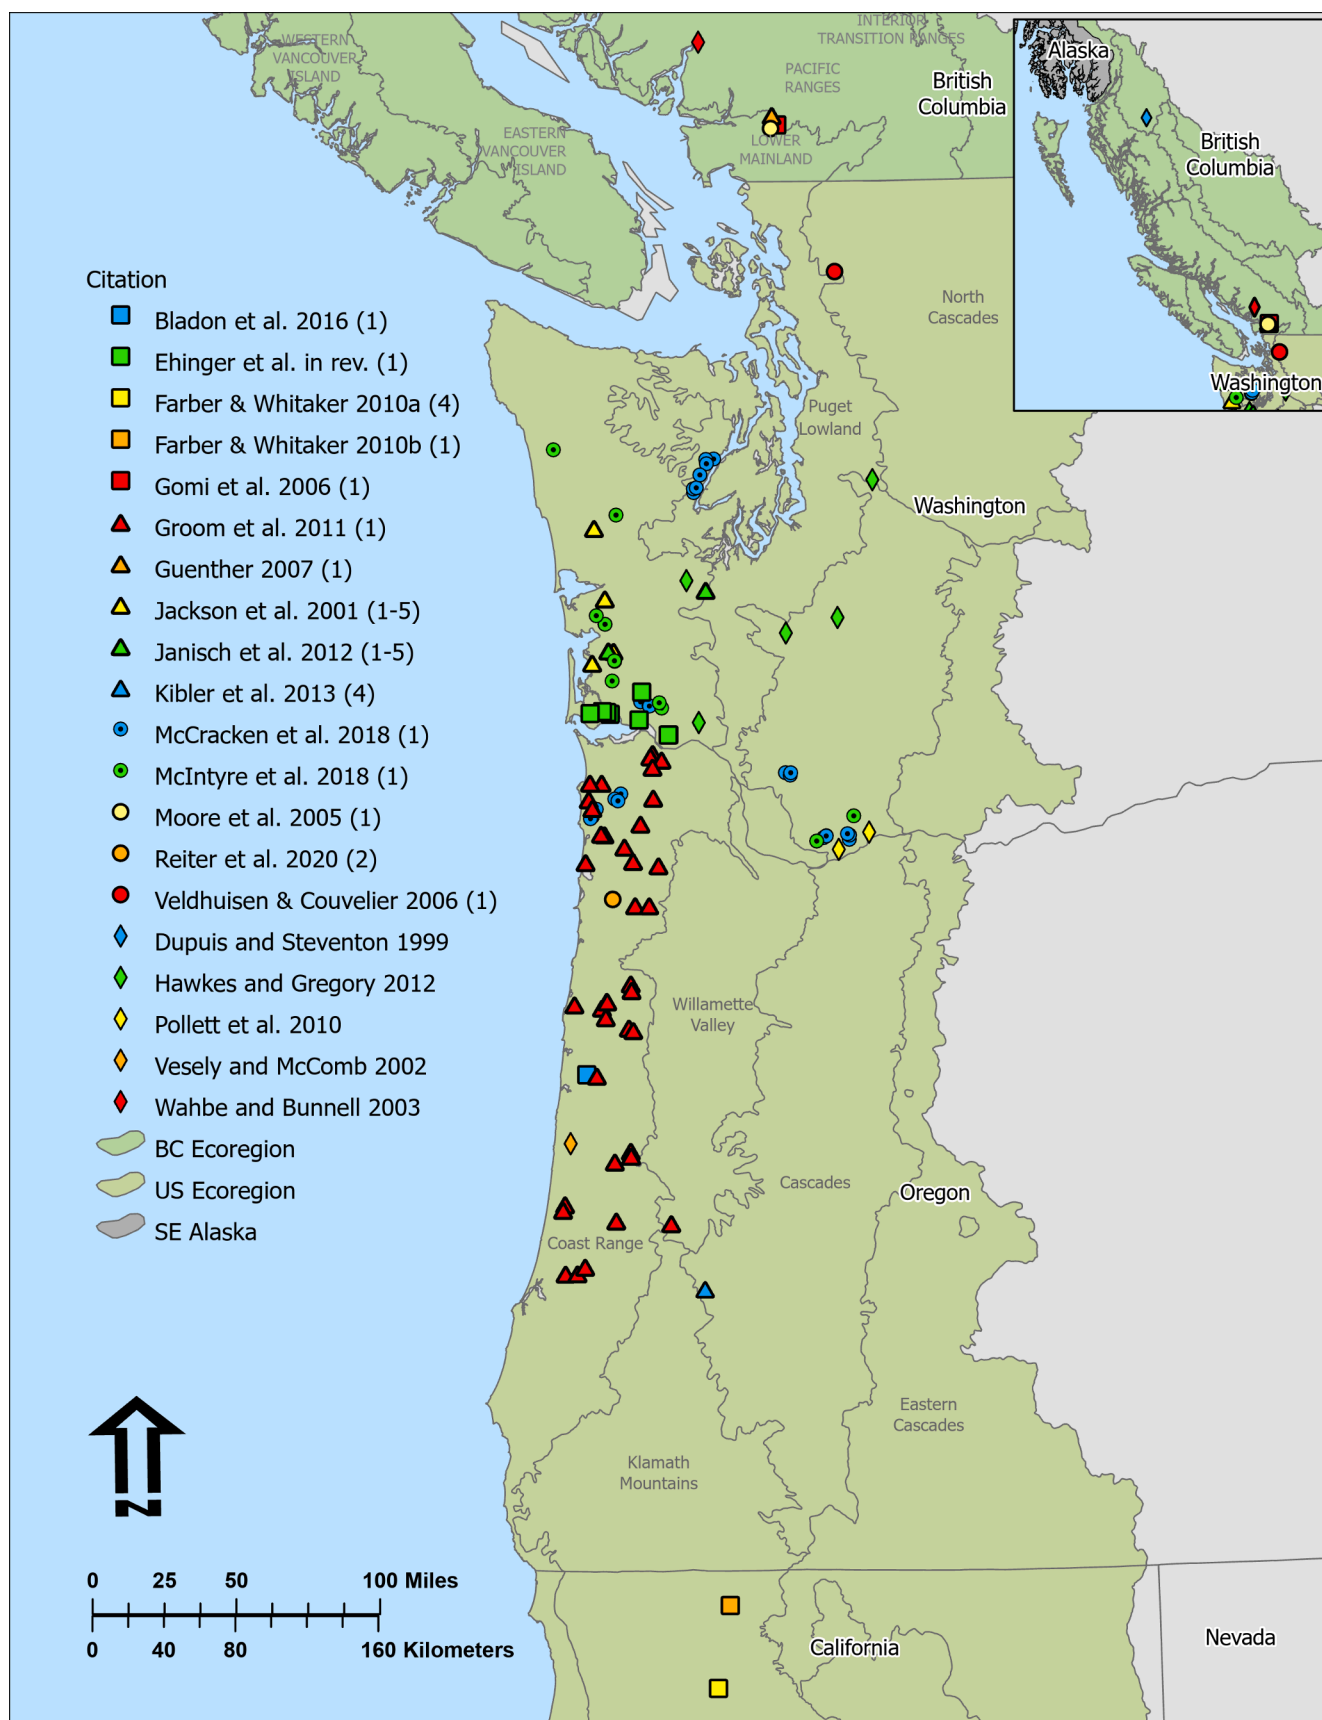 INTERIOR
TRANSITION RANGES
WESTERN
VANCOUVER
ISLAND
PACIFIC
RANGES
British
Columbia
EASTERN
VANCOUVER
ISLAND
LOWER
MAINLAND
Alaska
British
Columbia
Washington
Citation
Bladon et al. 2016 (1)
Ehinger et al. in rev. (1)
Farber & Whitaker 2010a (4)
Farber & Whitaker 2010b (1)
Gomi et al. 2006 (1)
Groom et al. 2011 (1)
Guenther 2007 (1)
Jackson et al. 2001 (1-5)
Janisch et al. 2012 (1-5)
Kibler et al. 2013 (4)
McCracken et al. 2018 (1)
McIntyre et al. 2018 (1)
Moore et al. 2005 (1)
Reiter et al. 2020 (2)
Veldhuisen & Couvelier 2006 (1)
Dupuis and Steventon 1999
Hawkes and Gregory 2012
Pollett et al. 2010
Vesely and McComb 2002
Wahbe and Bunnell 2003
BC Ecoregion
US Ecoregion
SE Alaska
North
Cascades
Puget
Lowland
Washington
Willamette
Valley
Cascades
Oregon
Coast Range
Eastern
Cascades
Klamath
Mountains
N
0 25 50 100 Miles
0 40 80 160 Kilometers
California
Nevada